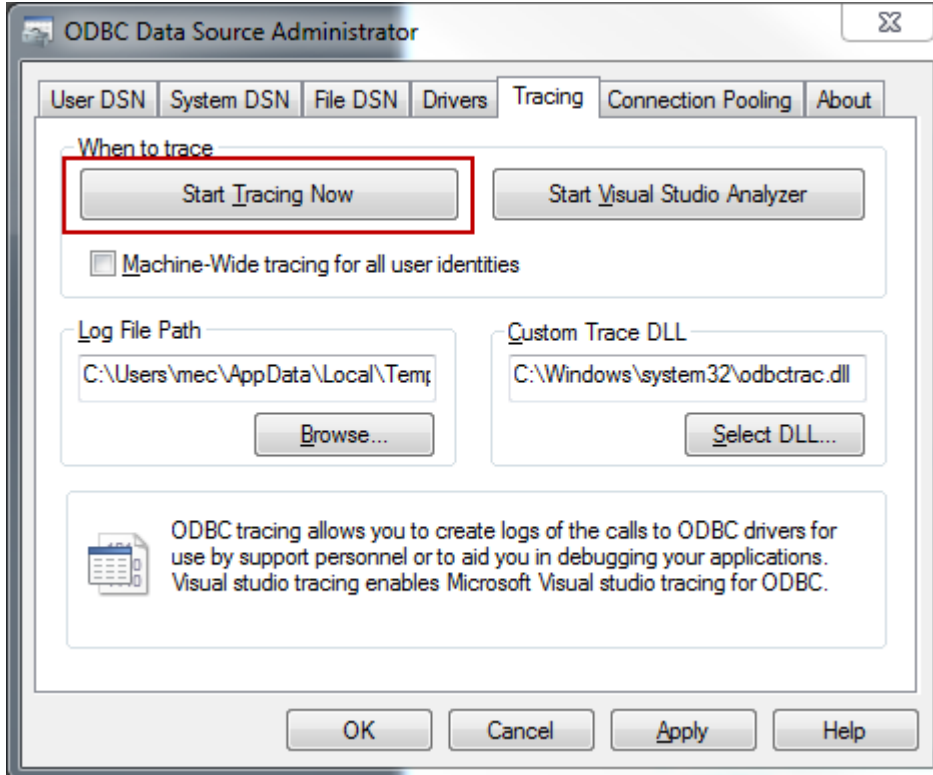 ODBC Data Source Administrator
User DSN System DSN File DSN Drivers Tracing Connection Pooling About
When to trace
Start Tracing Now Start Visual Studio Analyzer
Machine-Wide tracing for all user identities
Log File Path Custom Trace DLL
C:\Users\mec\AppData\Local\Temp C:\Windows\system32\odbctrac.dll
Browse... Select DLL...
ODBC tracing allows you to create logs of the calls to ODBC drivers for
use by support personnel or to aid you in debugging your applications.
Visual studio tracing enables Microsoft Visual studio tracing for ODBC.
OK Cancel Apply Help